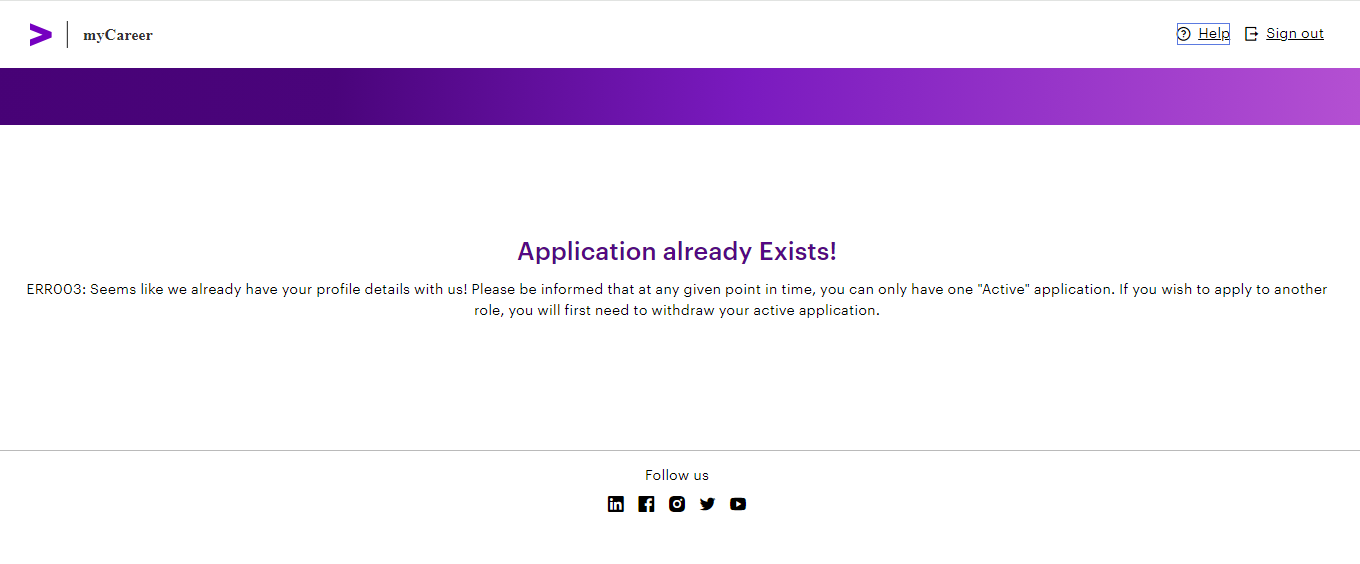 myCareer
Help
Sign out
Application already Exists!
ERR003: Seems like we already have your profile details with us! Please be informed that at any given point in time, you can only have one "Active" application. If you wish to apply to another
role, you will first need to withdraw your active application.
Follow us